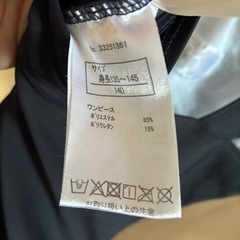 No. 33251361
サイズ
身長135~145
140
ワンピース
ポリエステル 85%
ポリウレタン 15%
お取り扱い上の注意